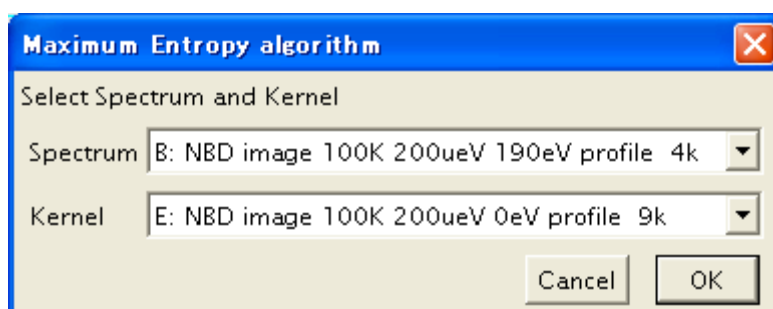 Maximum Entropy algorithm
Select Spectrum and Kernel
Spectrum B: NBD image 100K 200ueV 190eV profile 4k
Kernel E: NBD image 100K 200ueV 0eV profile 9k
Cancel OK